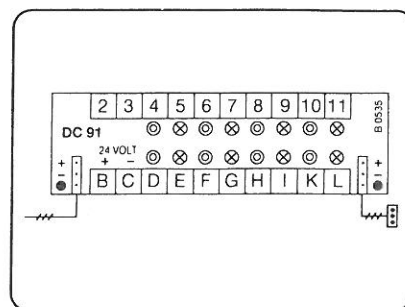 2 3 4 5 6 7 8 9 10 11
DC 91
B 0535
24 VOLT
+ − + − + −
B C D E F G H I K L